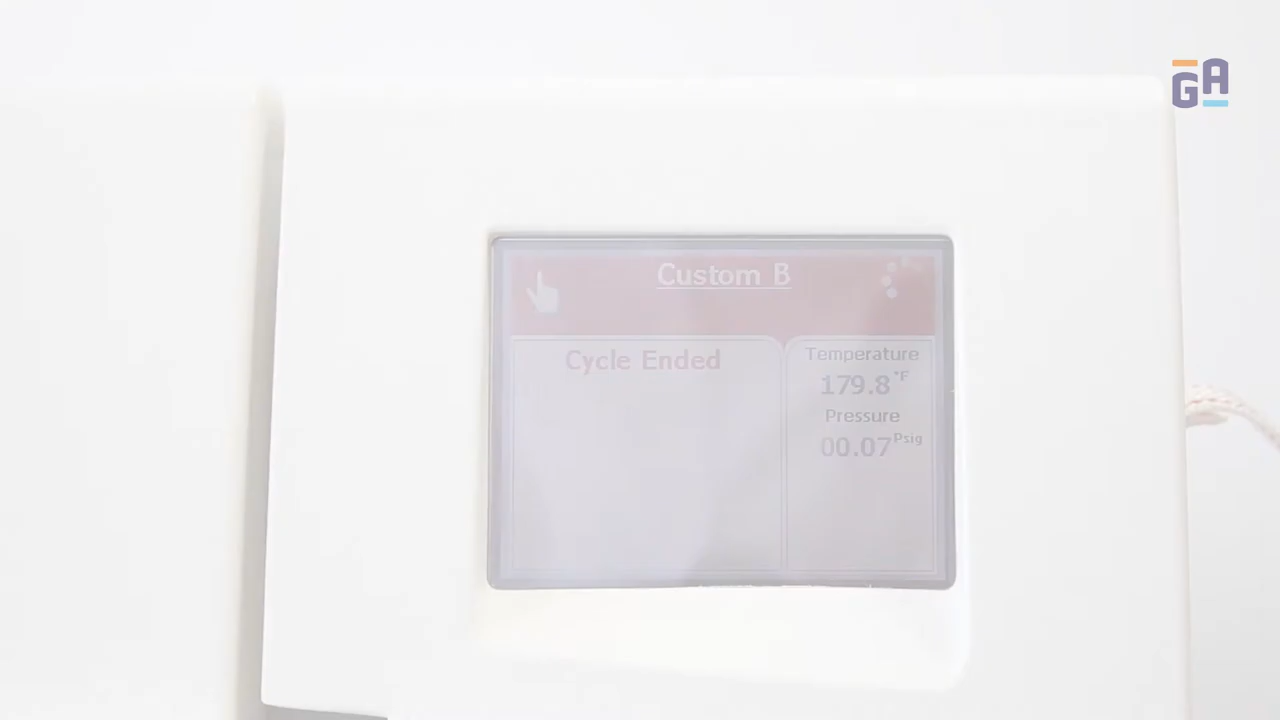 GA
Custom B
Cycle Ended
Temperature
179.8°F
Pressure
00.07Psig